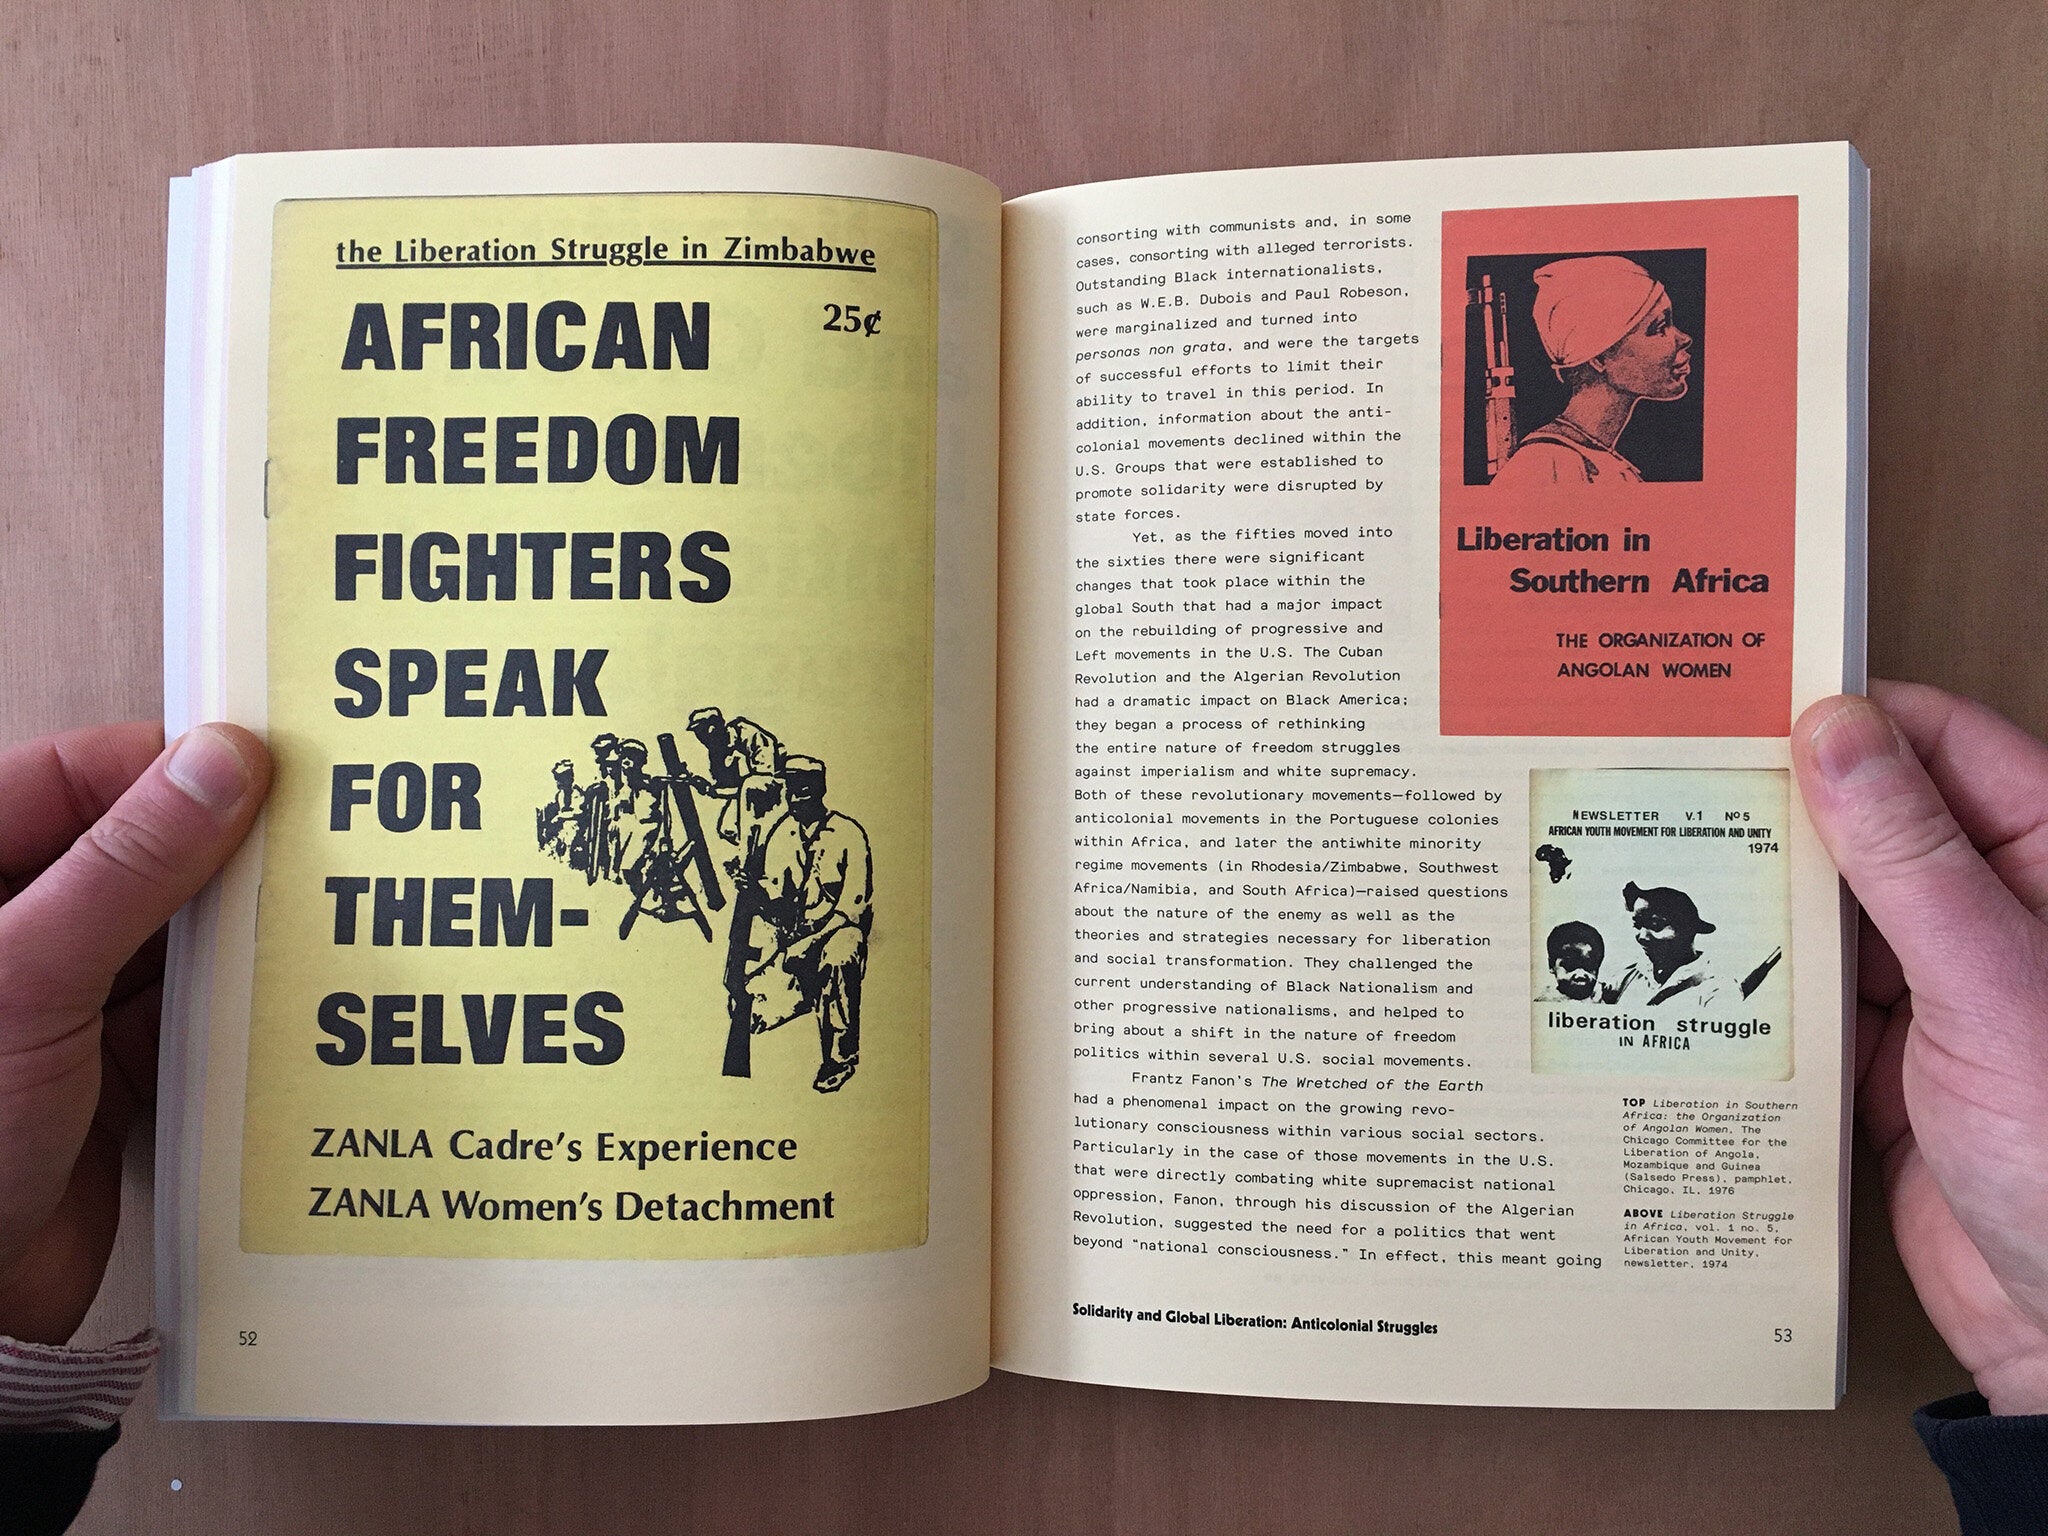 the Liberation Struggle in Zimbabwe
25¢
AFRICAN
FREEDOM
FIGHTERS
SPEAK
FOR
THEM-
SELVES
ZANLA Cadre's Experience
ZANLA Women's Detachment
52
consorting with communists and, in some
cases, consorting with alleged terrorists.
Outstanding Black internationalists,
such as W.E.B. Dubois and Paul Robeson,
were marginalized and turned into
personas non grata, and were the targets
of successful efforts to limit their
ability to travel in this period. In
addition, information about the anti-
colonial movements declined within the
U.S. Groups that were established to
promote solidarity were disrupted by
state forces.
Yet, as the fifties moved into
the sixties there were significant
changes that took place within the
global South that had a major impact
on the rebuilding of progressive and
Left movements in the U.S. The Cuban
Revolution and the Algerian Revolution
had a dramatic impact on Black America;
they began a process of rethinking
the entire nature of freedom struggles
against imperialism and white supremacy.
Both of these revolutionary movements—followed by
anticolonial movements in the Portuguese colonies
within Africa, and later the antiwhite minority
regime movements (in Rhodesia/Zimbabwe, Southwest
Africa/Namibia, and South Africa)—raised questions
about the nature of the enemy as well as the
theories and strategies necessary for liberation
and social transformation. They challenged the
current understanding of Black Nationalism and
other progressive nationalisms, and helped to
bring about a shift in the nature of freedom
politics within several U.S. social movements.
Frantz Fanon's The Wretched of the Earth
had a phenomenal impact on the growing revo-
lutionary consciousness within various social sectors.
Particularly in the case of those movements in the U.S.
that were directly combating white supremacist national
oppression, Fanon, through his discussion of the Algerian
Revolution, suggested the need for a politics that went
beyond "national consciousness." In effect, this meant going
Liberation in
Southern Africa
THE ORGANIZATION OF
ANGOLAN WOMEN
NEWSLETTER V.1 Nº 5
AFRICAN YOUTH MOVEMENT FOR LIBERATION AND UNITY
1974
liberation struggle
IN AFRICA
TOP Liberation in Southern
Africa: the Organization
of Angolan Women, The
Chicago Committee for the
Liberation of Angola,
Mozambique and Guinea
(Salsedo Press), pamphlet,
Chicago, IL, 1976
ABOVE Liberation Struggle
in Africa, vol. 1 no. 5,
African Youth Movement for
Liberation and Unity,
newsletter, 1974
Solidarity and Global Liberation: Anticolonial Struggles
53